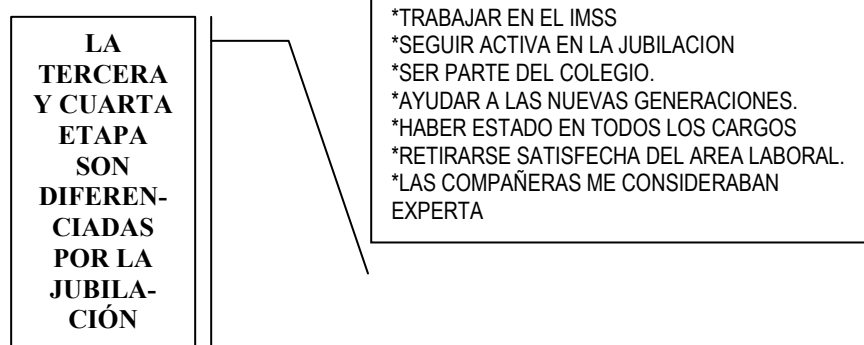 LA
TERCERA
Y CUARTA
ETAPA
SON
DIFEREN-
CIADAS
POR LA
JUBILA-
CIÓN
*TRABAJAR EN EL IMSS
*SEGUIR ACTIVA EN LA JUBILACION
*SER PARTE DEL COLEGIO.
*AYUDAR A LAS NUEVAS GENERACIONES.
*HABER ESTADO EN TODOS LOS CARGOS
*RETIRARSE SATISFECHA DEL AREA LABORAL.
*LAS COMPAÑERAS ME CONSIDERABAN
EXPERTA